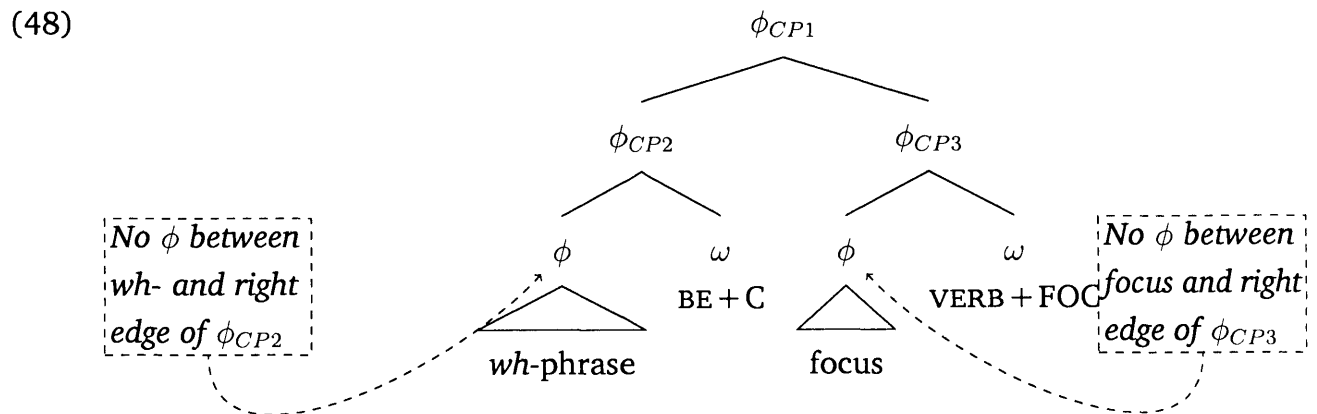 (48)
ϕCP1
ϕCP2 ϕCP3
ϕ ω ϕ ω
BE + C VERB + FOC
wh-phrase focus
No ϕ between
wh- and right
edge of ϕCP2
No ϕ between
focus and right
edge of ϕCP3